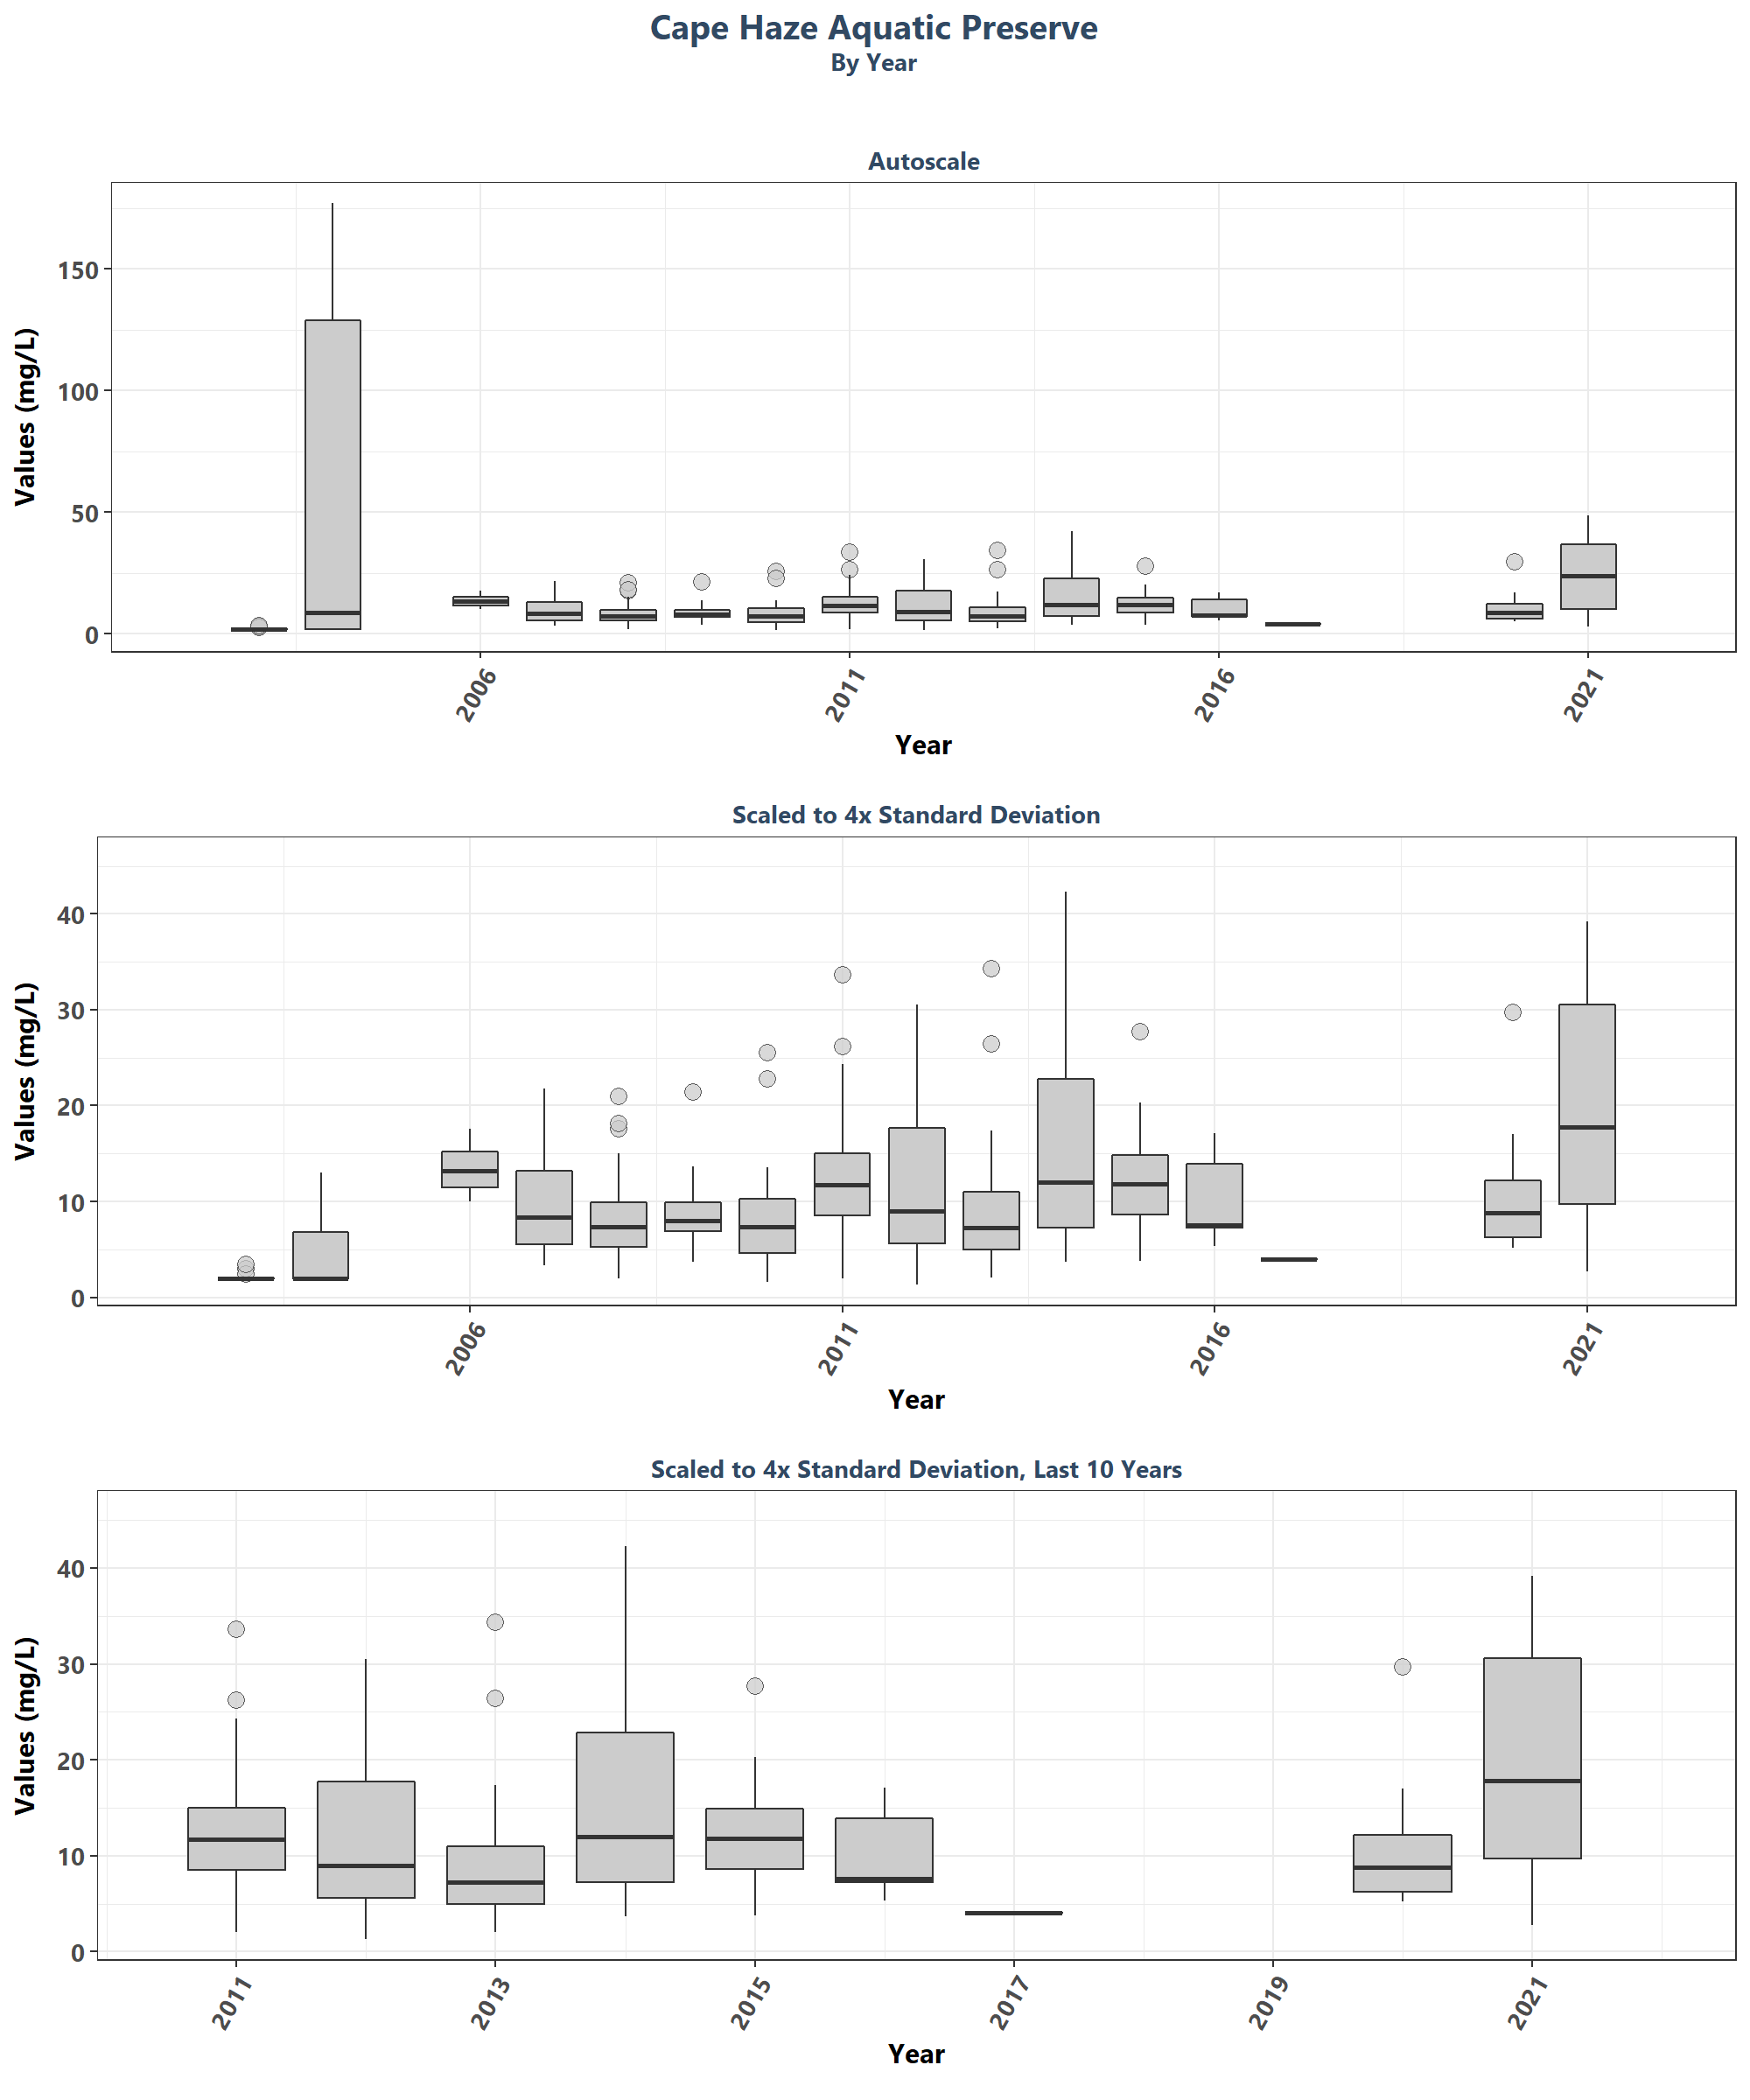 Cape Haze Aquatic Preserve
By Year
Autoscale
Values (mg/L)
150
100
50
0
2006
2011
2016
2021
Year
Scaled to 4x Standard Deviation
Values (mg/L)
40
30
20
10
0
2006
2011
2016
2021
Year
Scaled to 4x Standard Deviation, Last 10 Years
Values (mg/L)
40
30
20
10
0
2011
2013
2015
2017
2019
2021
Year